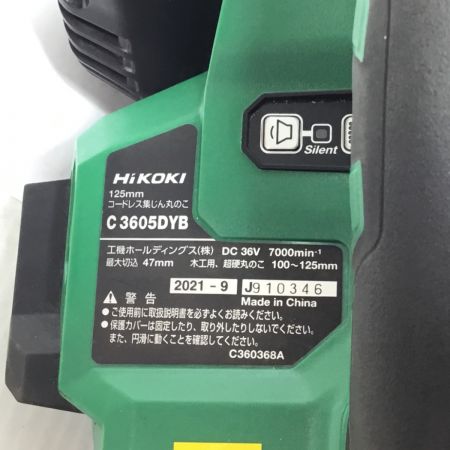 HiKOKI
125mm
コードレス集じん丸のこ
C 3605DYB
工機ホールディングス(株) DC 36V 7000min⁻¹
最大切込 47mm 木工用、超硬丸のこ 100～125mm
2021 - 9 J910346
Made in China
⚠ 警告
●ご使用前に取扱説明書を必ずよくお読みください。
●保護カバーは固定したり、取り外したりしないでください。
また、円滑に動くことを確認してください。
C360368A
Silent